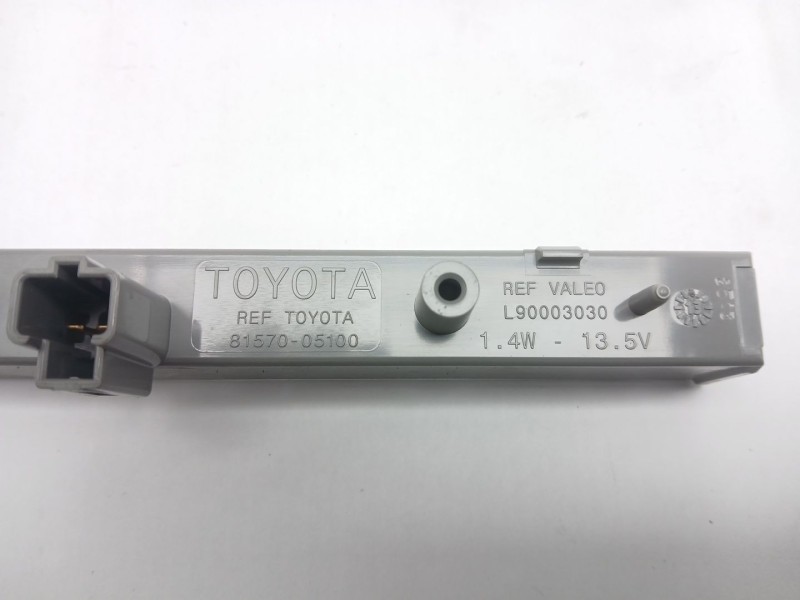 TOYOTA
REF TOYOTA
81570-05100
REF VALEO
L90003030
1.4W - 13.5V